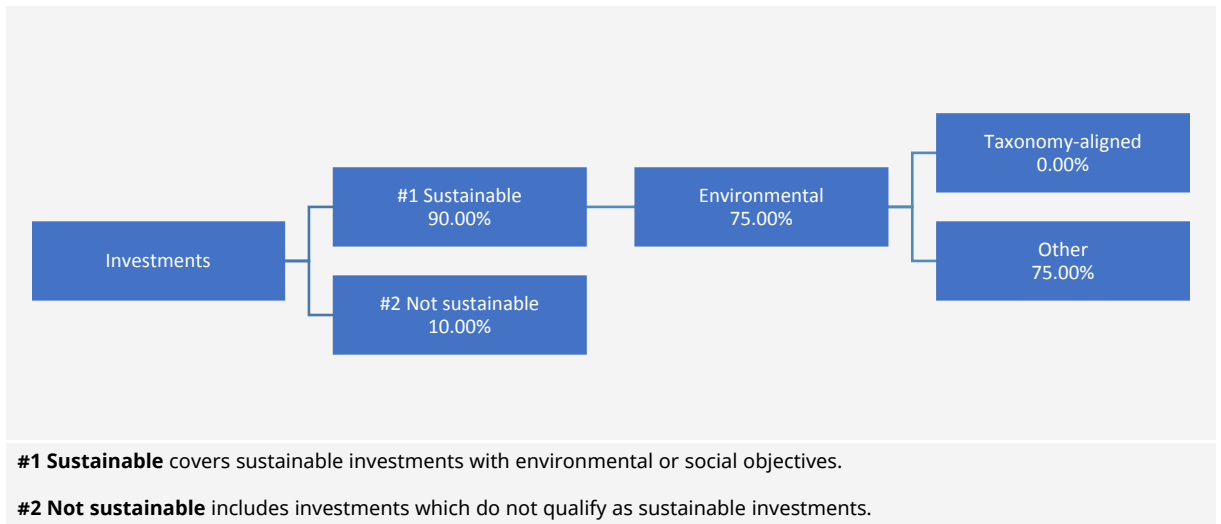 Investments
#1 Sustainable
90.00%
#2 Not sustainable
10.00%
Environmental
75.00%
Taxonomy-aligned
0.00%
Other
75.00%
#1 Sustainable covers sustainable investments with environmental or social objectives.
#2 Not sustainable includes investments which do not qualify as sustainable investments.